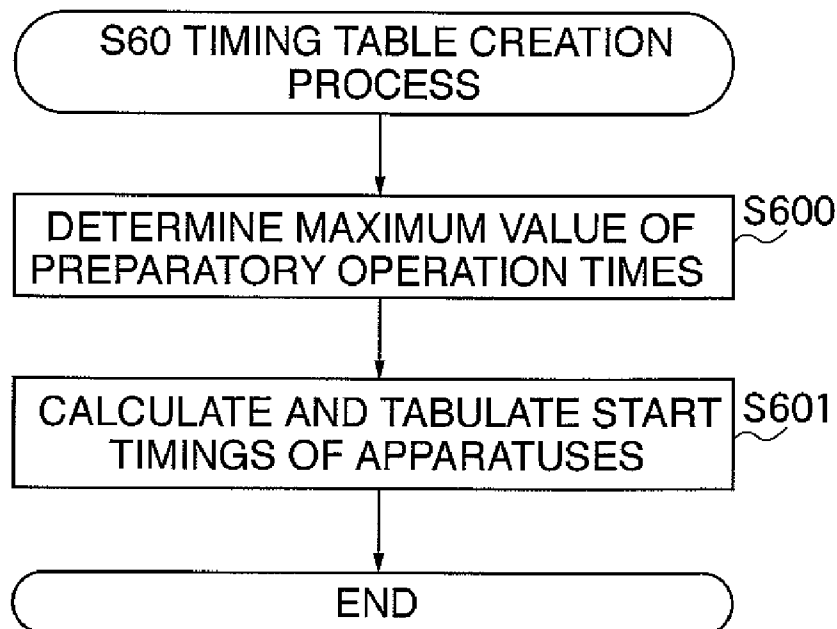 S60 TIMING TABLE CREATION
PROCESS
S600
DETERMINE MAXIMUM VALUE OF
PREPARATORY OPERATION TIMES
S601
CALCULATE AND TABULATE START
TIMINGS OF APPARATUSES
END